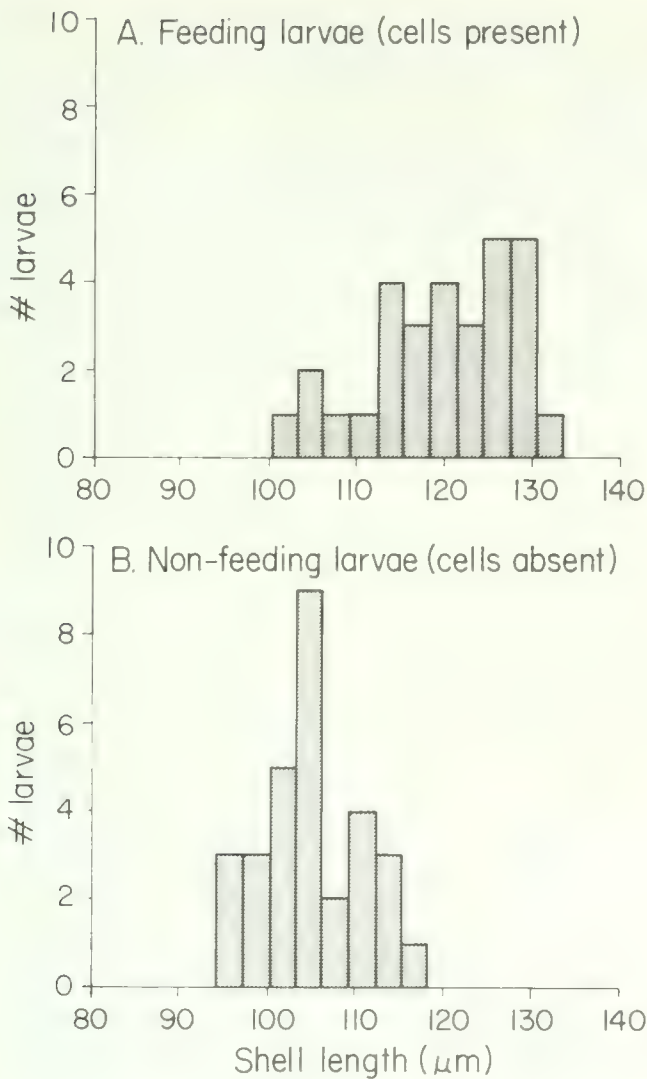 A. Feeding larvae (cells present)
10
8
6
4
2
0
# larvae
80 90 100 110 120 130 140
B. Non-feeding larvae (cells absent)
10
8
6
4
2
0
# larvae
80 90 100 110 120 130 140
Shell length (μm)